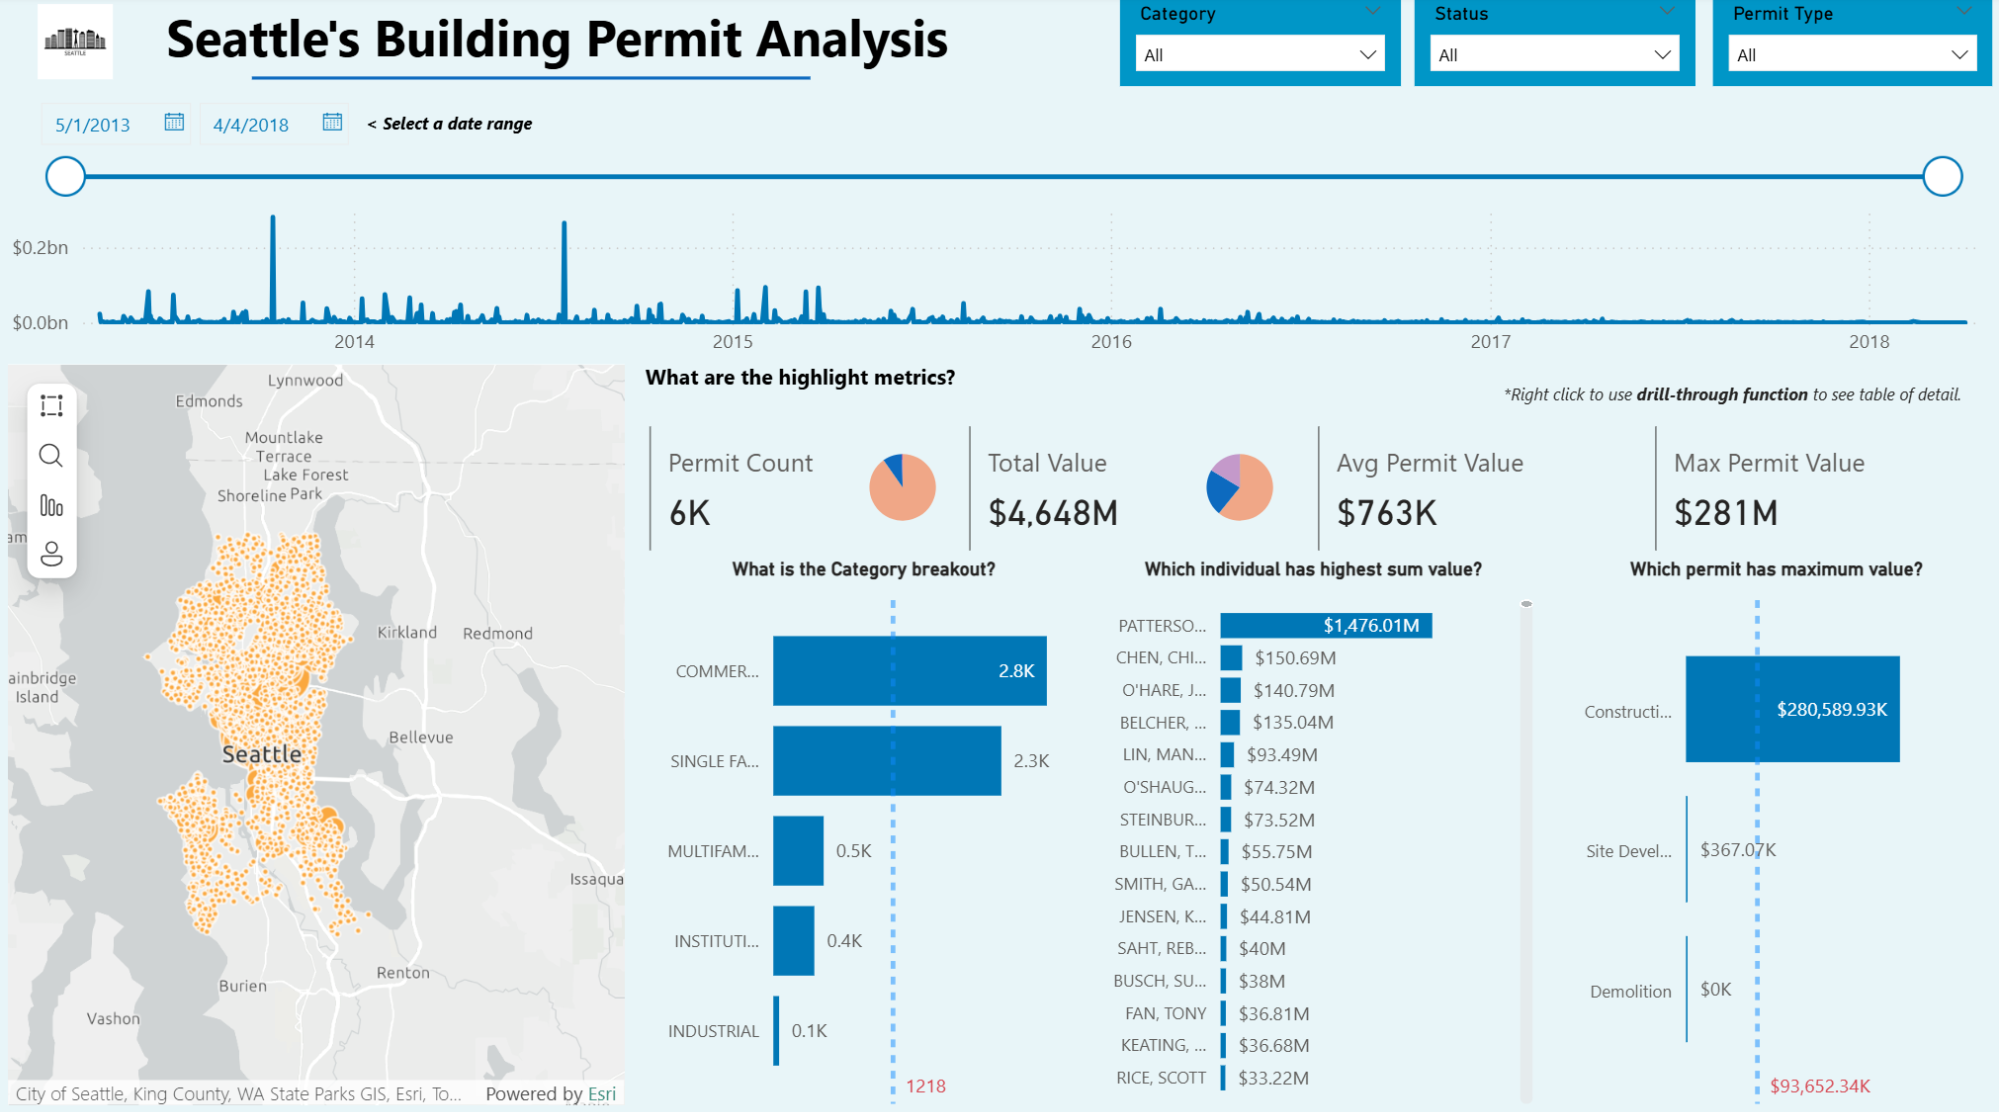 SEATTLE
Seattle's Building Permit Analysis
Category
All
Status
All
Permit Type
All
5/1/2013
4/4/2018
< Select a date range
$0.2bn
$0.0bn
2014
2015
2016
2017
2018
Lynnwood
Edmonds
Mountlake
Terrace
Lake Forest
Park
Shoreline
am
Kirkland
Redmond
ainbridge
Island
Seattle
Bellevue
Issaqua
Renton
Burien
Vashon
City of Seattle, King County, WA State Parks GIS, Esri, To...
Powered by Esri
What are the highlight metrics?
*Right click to use drill-through function to see table of detail.
Permit Count
6K
Total Value
$4,648M
Avg Permit Value
$763K
Max Permit Value
$281M
What is the Category breakout?
COMMER...
2.8K
SINGLE FA...
2.3K
MULTIFAM...
0.5K
INSTITUTI...
0.4K
INDUSTRIAL
0.1K
1218
Which individual has highest sum value?
PATTERSO...
$1,476.01M
CHEN, CHI...
$150.69M
O'HARE, J...
$140.79M
BELCHER, ...
$135.04M
LIN, MAN...
$93.49M
O'SHAUG...
$74.32M
STEINBUR...
$73.52M
BULLEN, T...
$55.75M
SMITH, GA...
$50.54M
JENSEN, K...
$44.81M
SAHT, REB...
$40M
BUSCH, SU...
$38M
FAN, TONY
$36.81M
KEATING, ...
$36.68M
RICE, SCOTT
$33.22M
Which permit has maximum value?
Constructi...
$280,589.93K
Site Devel...
$367.07K
Demolition
$0K
$93,652.34K